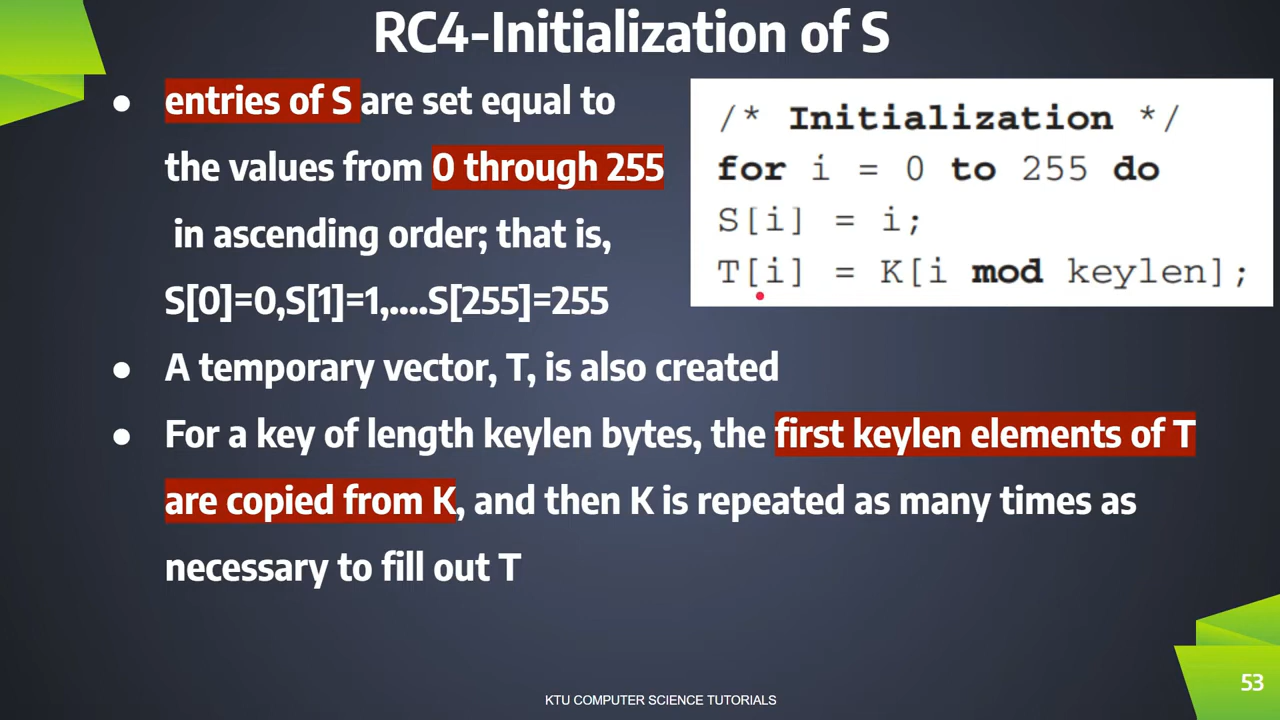 RC4-Initialization of S
● entries of S are set equal to
the values from 0 through 255
in ascending order; that is,
S[0]=0,S[1]=1,....S[255]=255
● A temporary vector, T, is also created
● For a key of length keylen bytes, the first keylen elements of T
are copied from K, and then K is repeated as many times as
necessary to fill out T
/* Initialization */
for i = 0 to 255 do
S[i] = i;
T[i] = K[i mod keylen];
KTU COMPUTER SCIENCE TUTORIALS
53